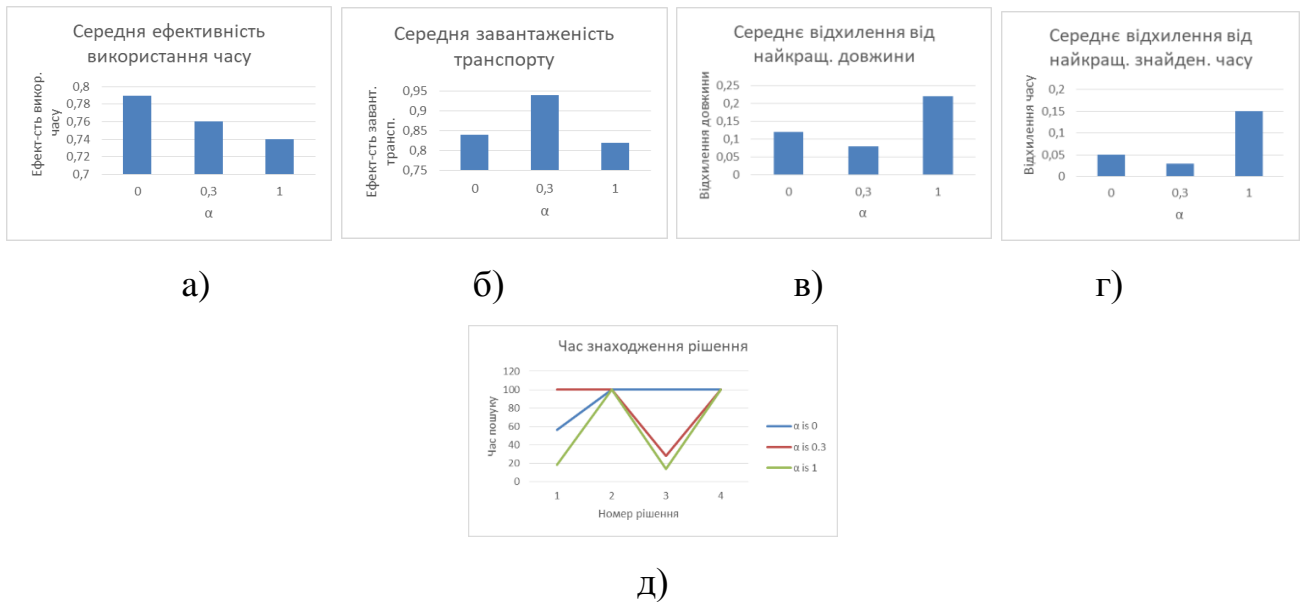 Середня ефективність
використання часу
Ефект-сть викор.
часу
0,8
0,78
0,76
0,74
0,72
0,7
0
0,3
1
α
Середня завантаженість
транспорту
Ефект-сть завант.
трансп.
0,95
0,9
0,85
0,8
0,75
0
0,3
1
α
Середнє відхилення від
найкращ. довжини
Відхилення довжини
0,25
0,2
0,15
0,1
0,05
0
0
0,3
1
α
Середнє відхилення від
найкращ. знайден. часу
Відхилення часу
0,2
0,15
0,1
0,05
0
0
0,3
1
α
а)
б)
в)
г)
Час знаходження рішення
Час пошуку
120
100
80
60
40
20
0
1
2
3
4
Номер рішення
α is 0
α is 0.3
α is 1
д)